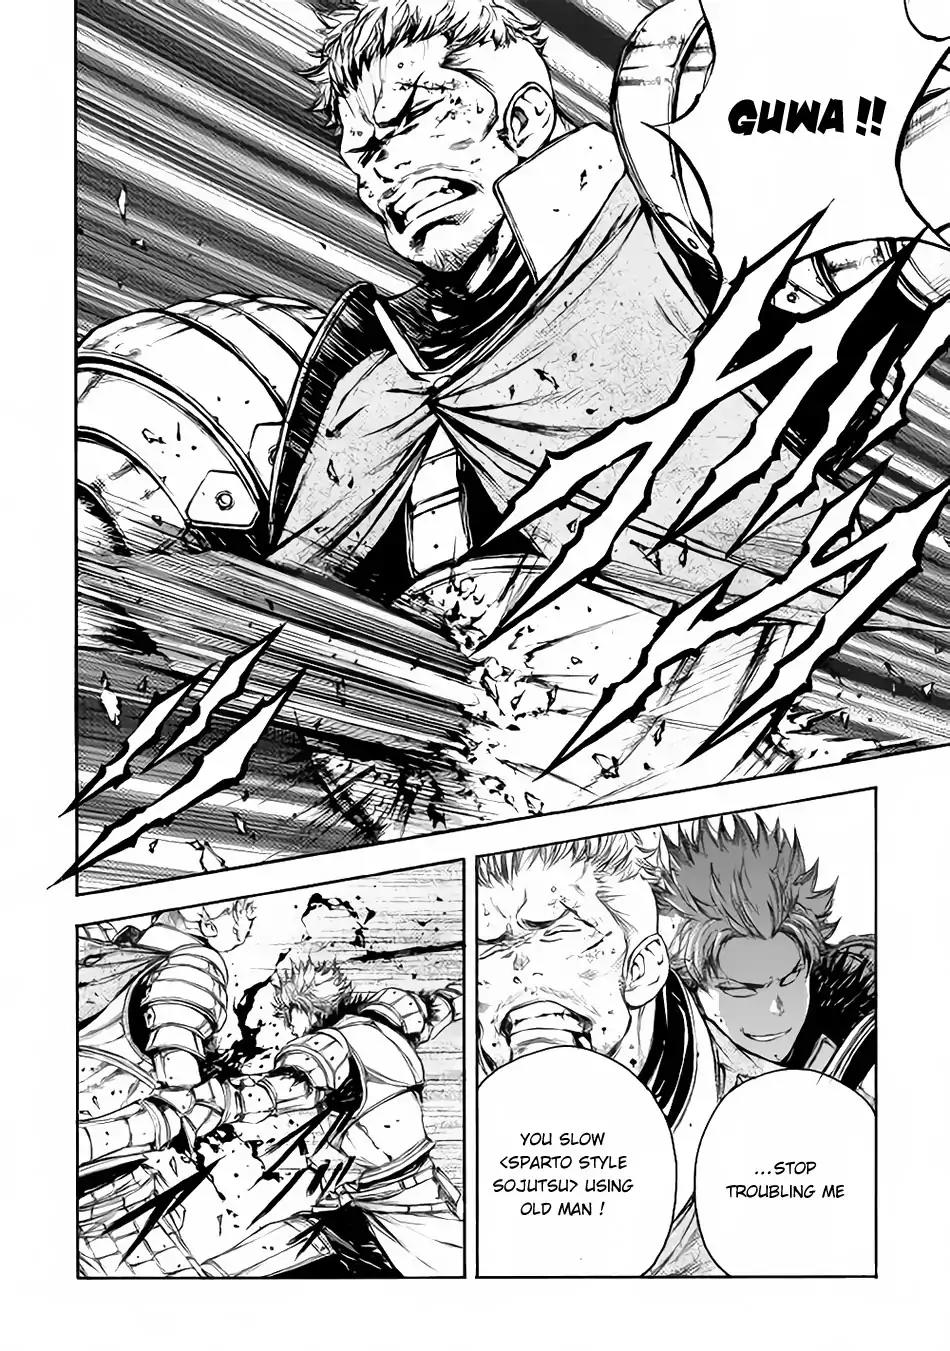 GUWA !!
...STOP
TROUBLING ME
YOU SLOW
<SPARTO STYLE
SOJUTSU> USING
OLD MAN !